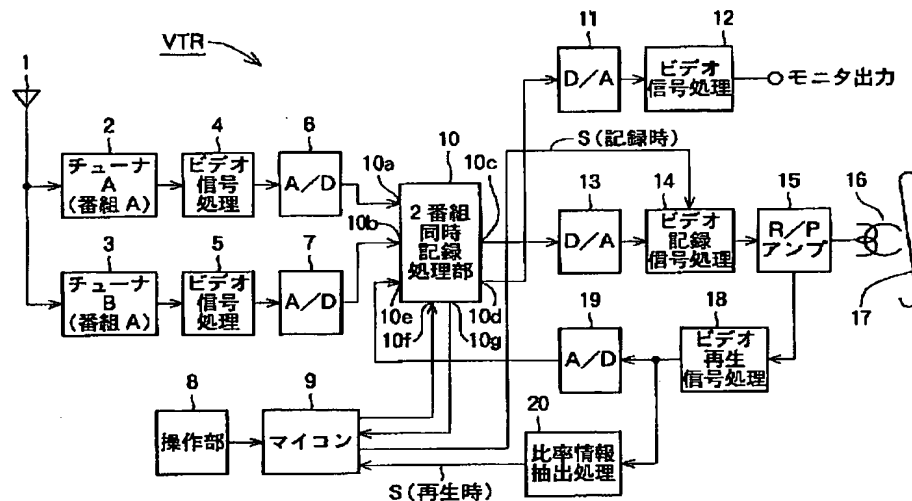 VTR
1
2
チューナ
A
(番組A)
4
ビデオ
信号
処理
6
A/D
3
チューナ
B
(番組A)
5
ビデオ
信号
処理
7
A/D
10
10a
10b
10c
2番組
同時
記録
処理部
10e
10d
10f
10g
11
D/A
12
ビデオ
信号処理
モニタ出力
S(記録時)
13
D/A
14
ビデオ
記録
信号処理
15
R/P
アンプ
16
17
19
A/D
18
ビデオ
再生
信号処理
8
操作部
9
マイコン
20
比率情報
抽出処理
S(再生時)